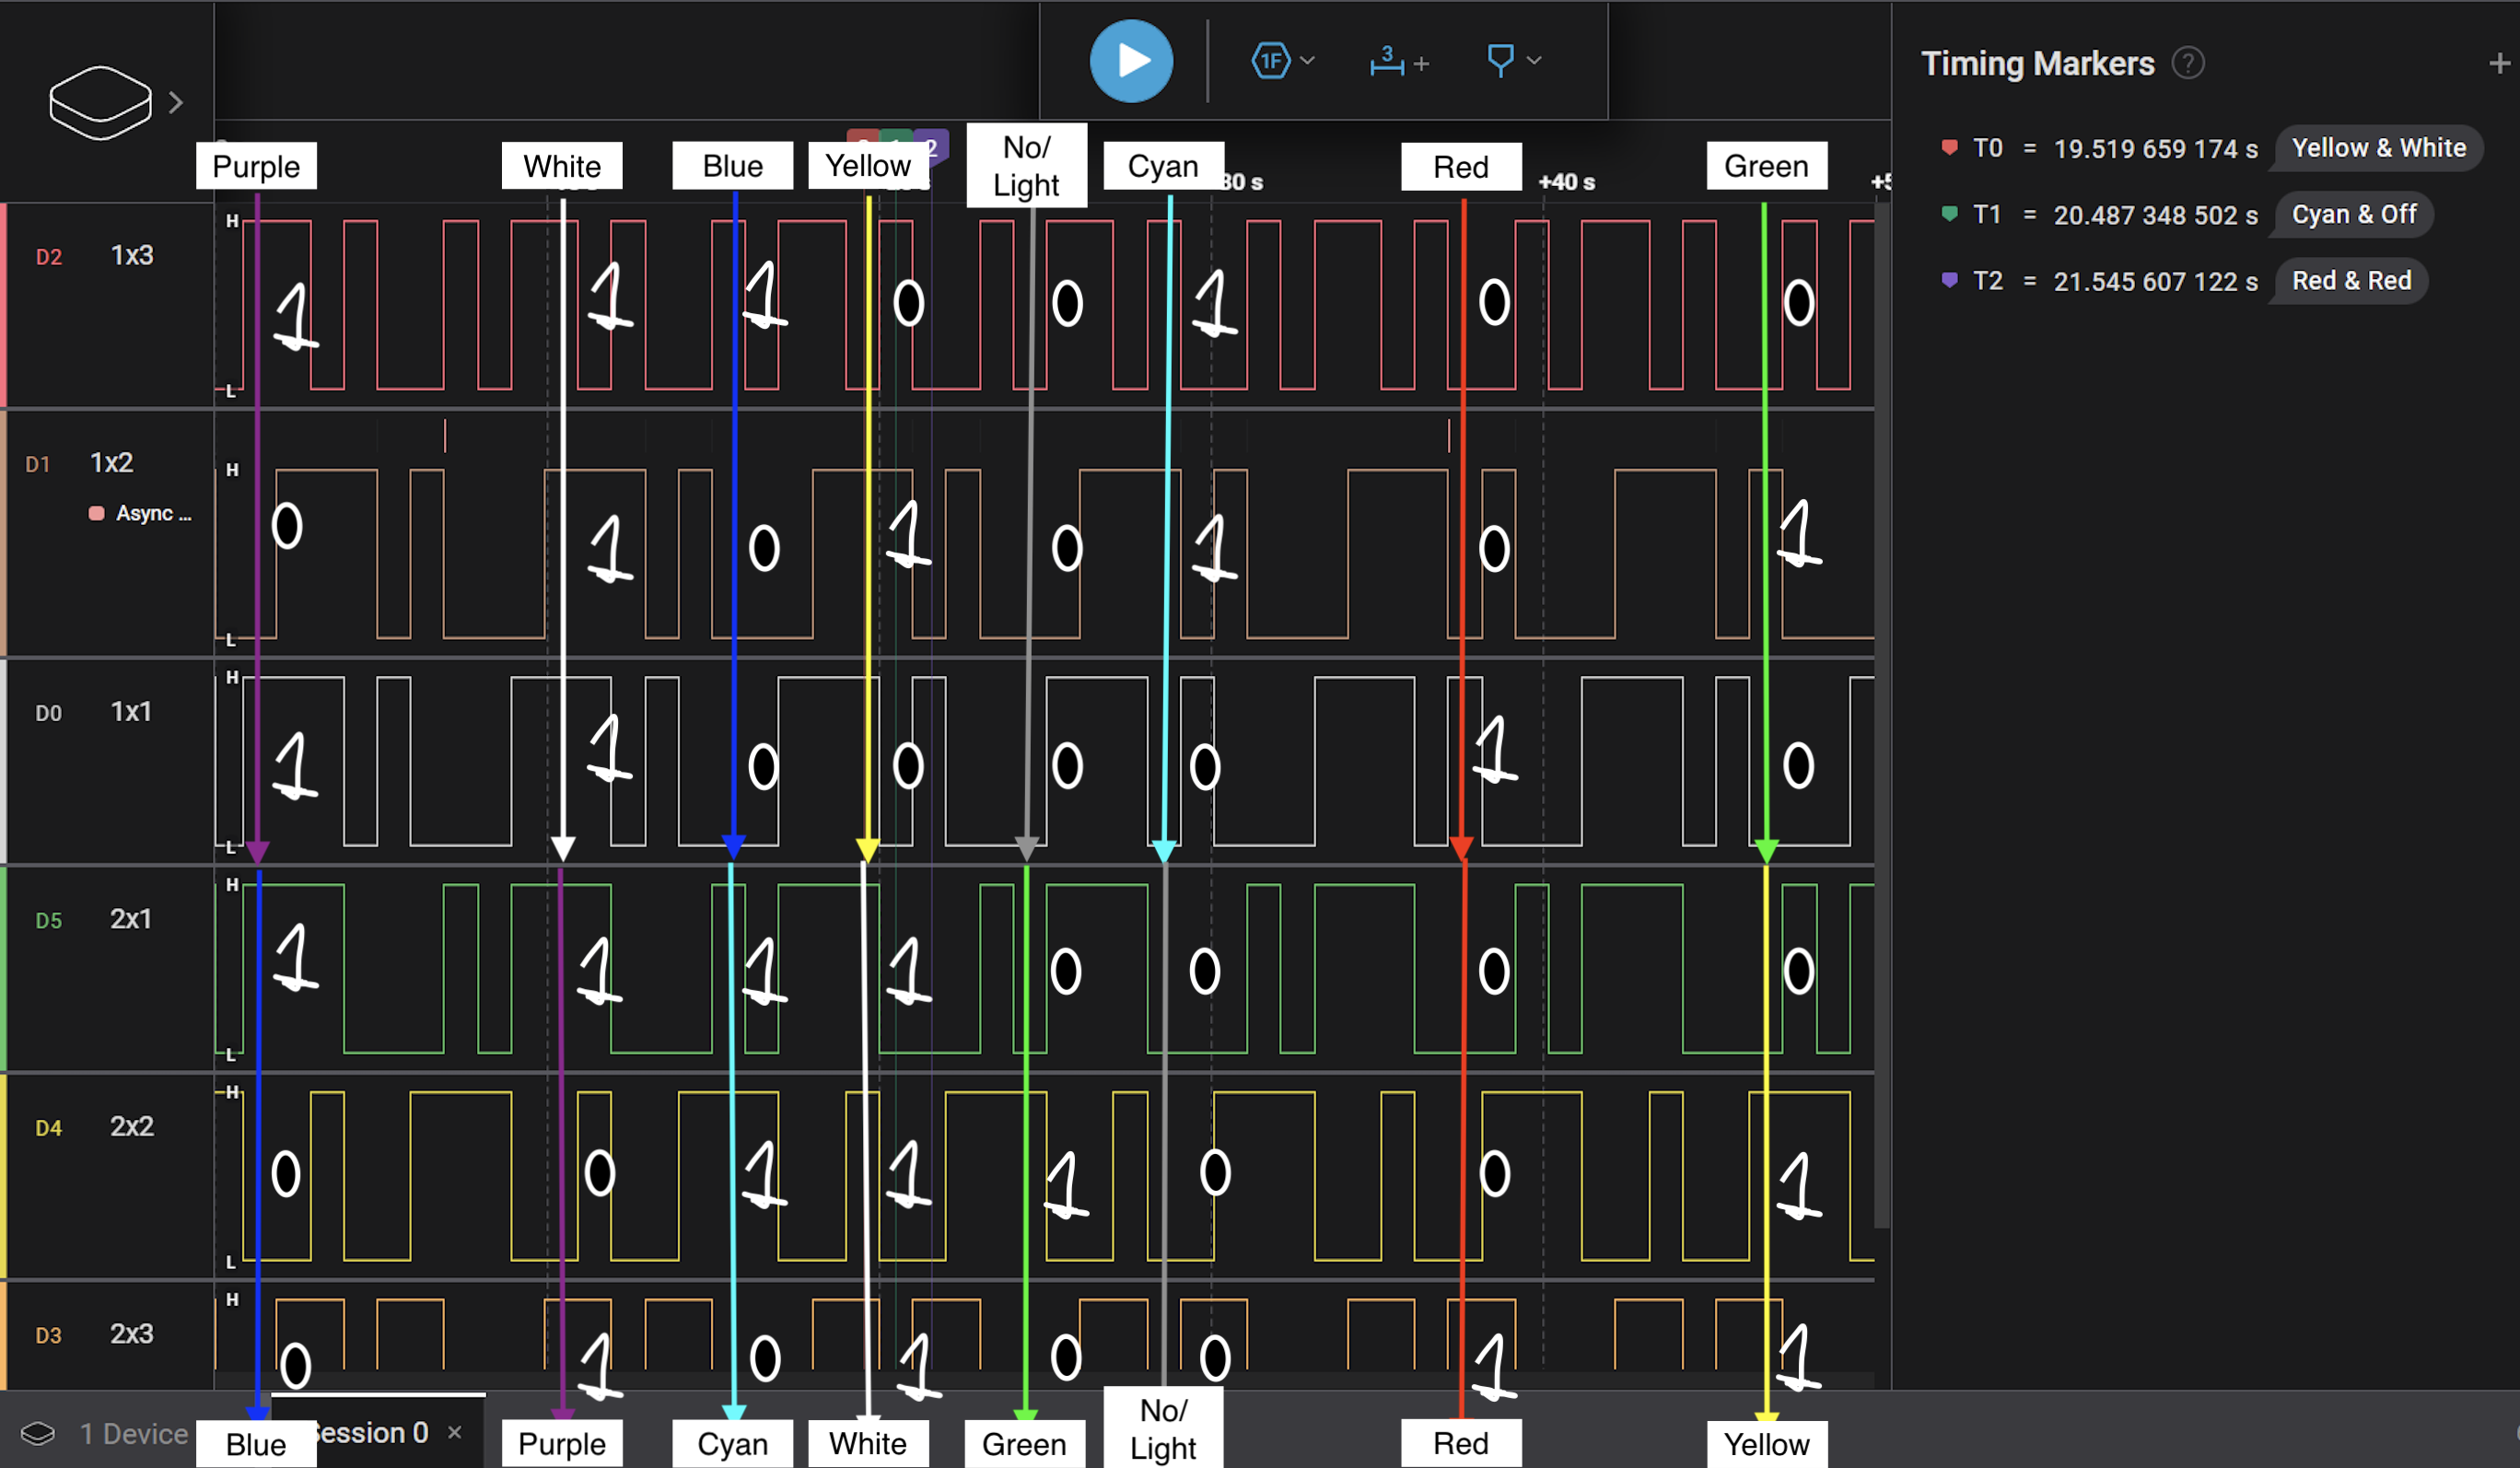 1F
3
+
Timing Markers ?
+
T0 = 19.519 659 174 s Yellow & White
T1 = 20.487 348 502 s Cyan & Off
T2 = 21.545 607 122 s Red & Red
Purple
White
Blue
Yellow
2
No/
Light
Cyan
Red
Green
30 s
+40 s
+5
D2 1x3
H
L
1 1 1 0 0 1 0 0
D1 1x2
Async ...
H
L
0 1 0 1 0 1 0 1
D0 1x1
H
L
1 1 0 0 0 0 1 0
D5 2x1
H
L
1 1 1 1 0 0 0 0
D4 2x2
H
L
0 0 1 1 1 0 0 1
D3 2x3
H
0 1 0 1 0 0 1 1
1 Device
Session 0 ×
Blue
Purple
Cyan
White
Green
No/
Light
Red
Yellow